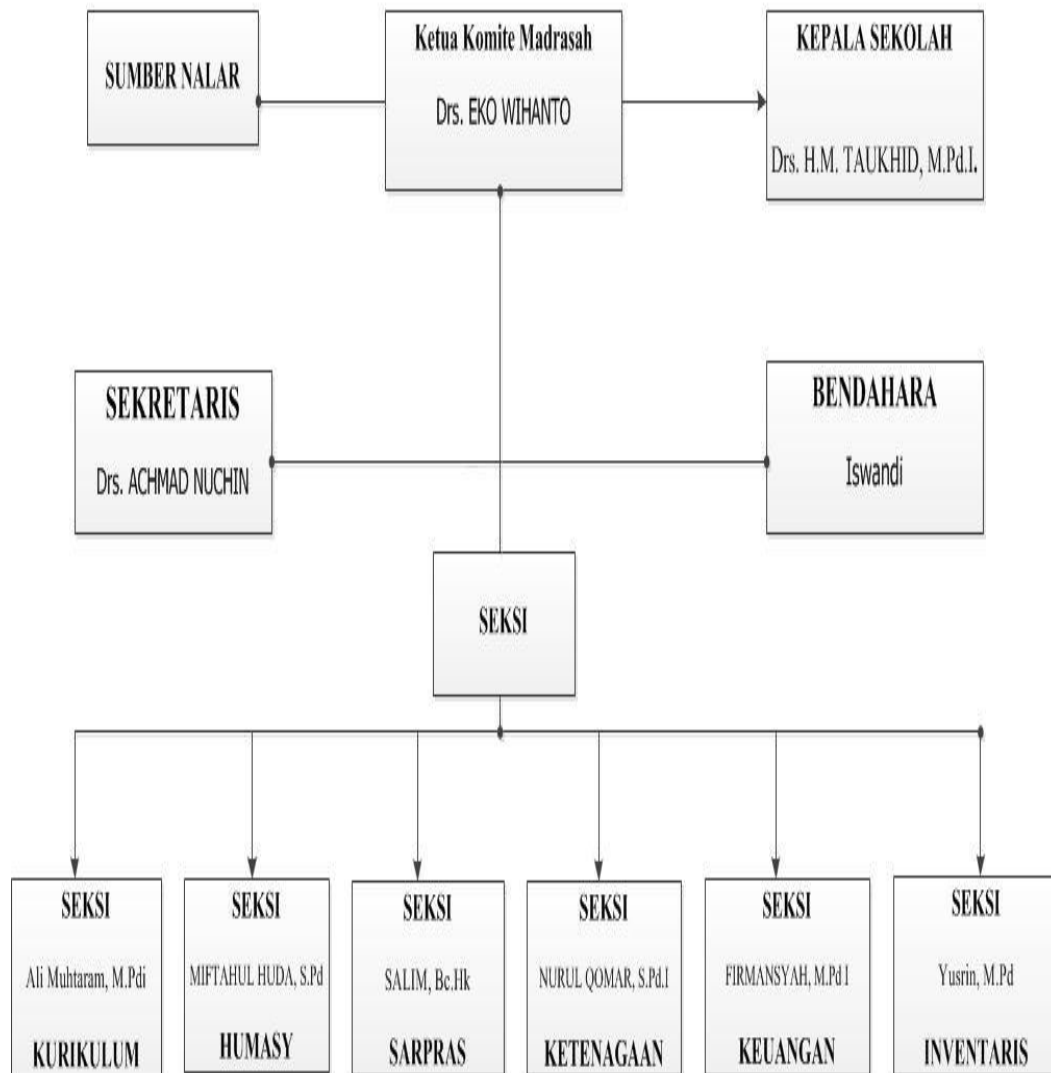 SUMBER NALAR
Ketua Komite Madrasah
Drs. EKO WIHANTO
KEPALA SEKOLAH
Drs. H.M. TAUKHID, M.Pd.I.
SEKRETARIS
Drs. ACHMAD NUCHIN
BENDAHARA
Iswandi
SEKSI
SEKSI
Ali Muhtaram, M.Pdi
KURIKULUM
SEKSI
MIFTAHUL HUDA, S.Pd
HUMASY
SEKSI
SALIM, Bc.Hk
SARPRAS
SEKSI
NURUL QOMAR, S.Pd.I
KETENAGAAN
SEKSI
FIRMANSYAH, M.Pd I
KEUANGAN
SEKSI
Yusrin, M.Pd
INVENTARIS